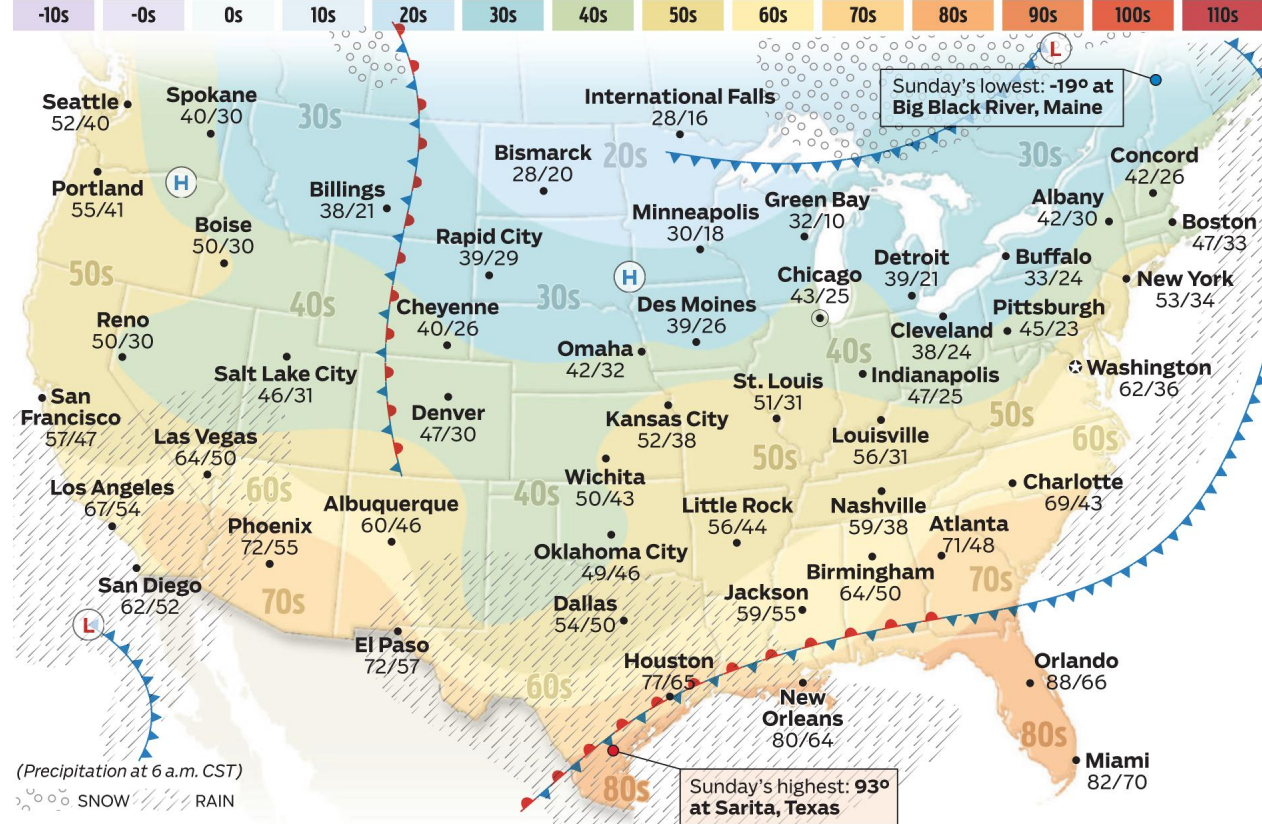 -10s -0s 0s 10s 20s 30s 40s 50s 60s 70s 80s 90s 100s 110s
L
Sunday's lowest: -19º at
Big Black River, Maine
Seattle
52/40
Spokane
40/30
30s
International Falls
28/16
20s
30s
Bismarck
28/20
Concord
42/26
Portland
55/41
H
Billings
38/21
Minneapolis
30/18
Green Bay
32/10
Albany
42/30
Boston
47/33
Boise
50/30
Rapid City
39/29
50s
H
Chicago
43/25
Detroit
39/21
Buffalo
33/24
New York
53/34
40s
Cheyenne
40/26
30s
Des Moines
39/26
Pittsburgh
45/23
Cleveland
38/24
Reno
50/30
Omaha
42/32
40s
Salt Lake City
46/31
St. Louis
51/31
Indianapolis
47/25
Washington
62/36
San
Francisco
57/47
Denver
47/30
Kansas City
52/38
Louisville
56/31
50s
60s
Las Vegas
64/50
50s
Wichita
50/43
Los Angeles
67/54
60s
Albuquerque
60/46
40s
Charlotte
69/43
Little Rock
56/44
Nashville
59/38
Phoenix
72/55
Atlanta
71/48
Oklahoma City
49/46
Birmingham
64/50
San Diego
62/52
70s
70s
Jackson
59/55
Dallas
54/50
L
El Paso
72/57
Houston
77/65
60s
Orlando
88/66
New
Orleans
80/64
80s
Miami
82/70
(Precipitation at 6 a.m. CST)
SNOW RAIN
80s
Sunday's highest: 93º
at Sarita, Texas